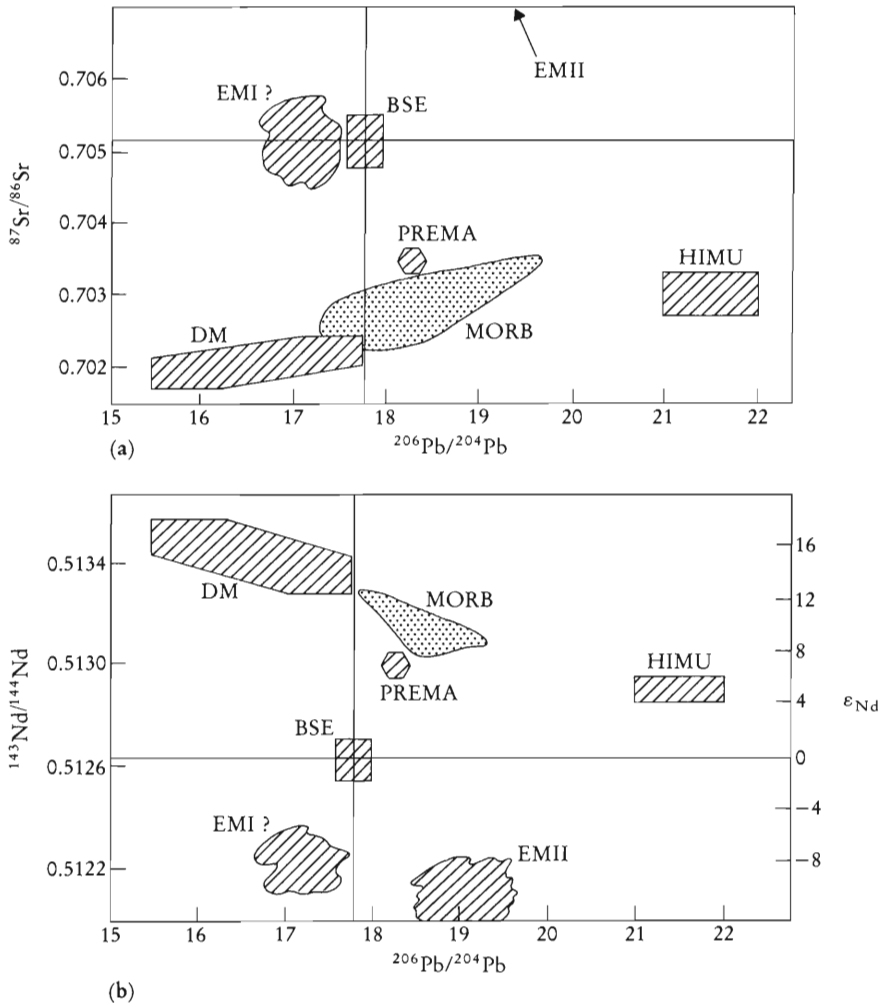 EMII
0.706
EMI ?
BSE
0.705
⁸⁷Sr/⁸⁶Sr
0.704
PREMA
HIMU
0.703
DM
MORB
0.702
15 16 17 18 19 20 21 22
(a)
²⁰⁶Pb/²⁰⁴Pb
0.5134
16
DM
MORB
12
0.5130
HIMU
8
PREMA
¹⁴³Nd/¹⁴⁴Nd
4
εNd
BSE
0.5126
0
EMI ?
−4
EMII
0.5122
−8
15 16 17 18 19 20 21 22
²⁰⁶Pb/²⁰⁴Pb
(b)